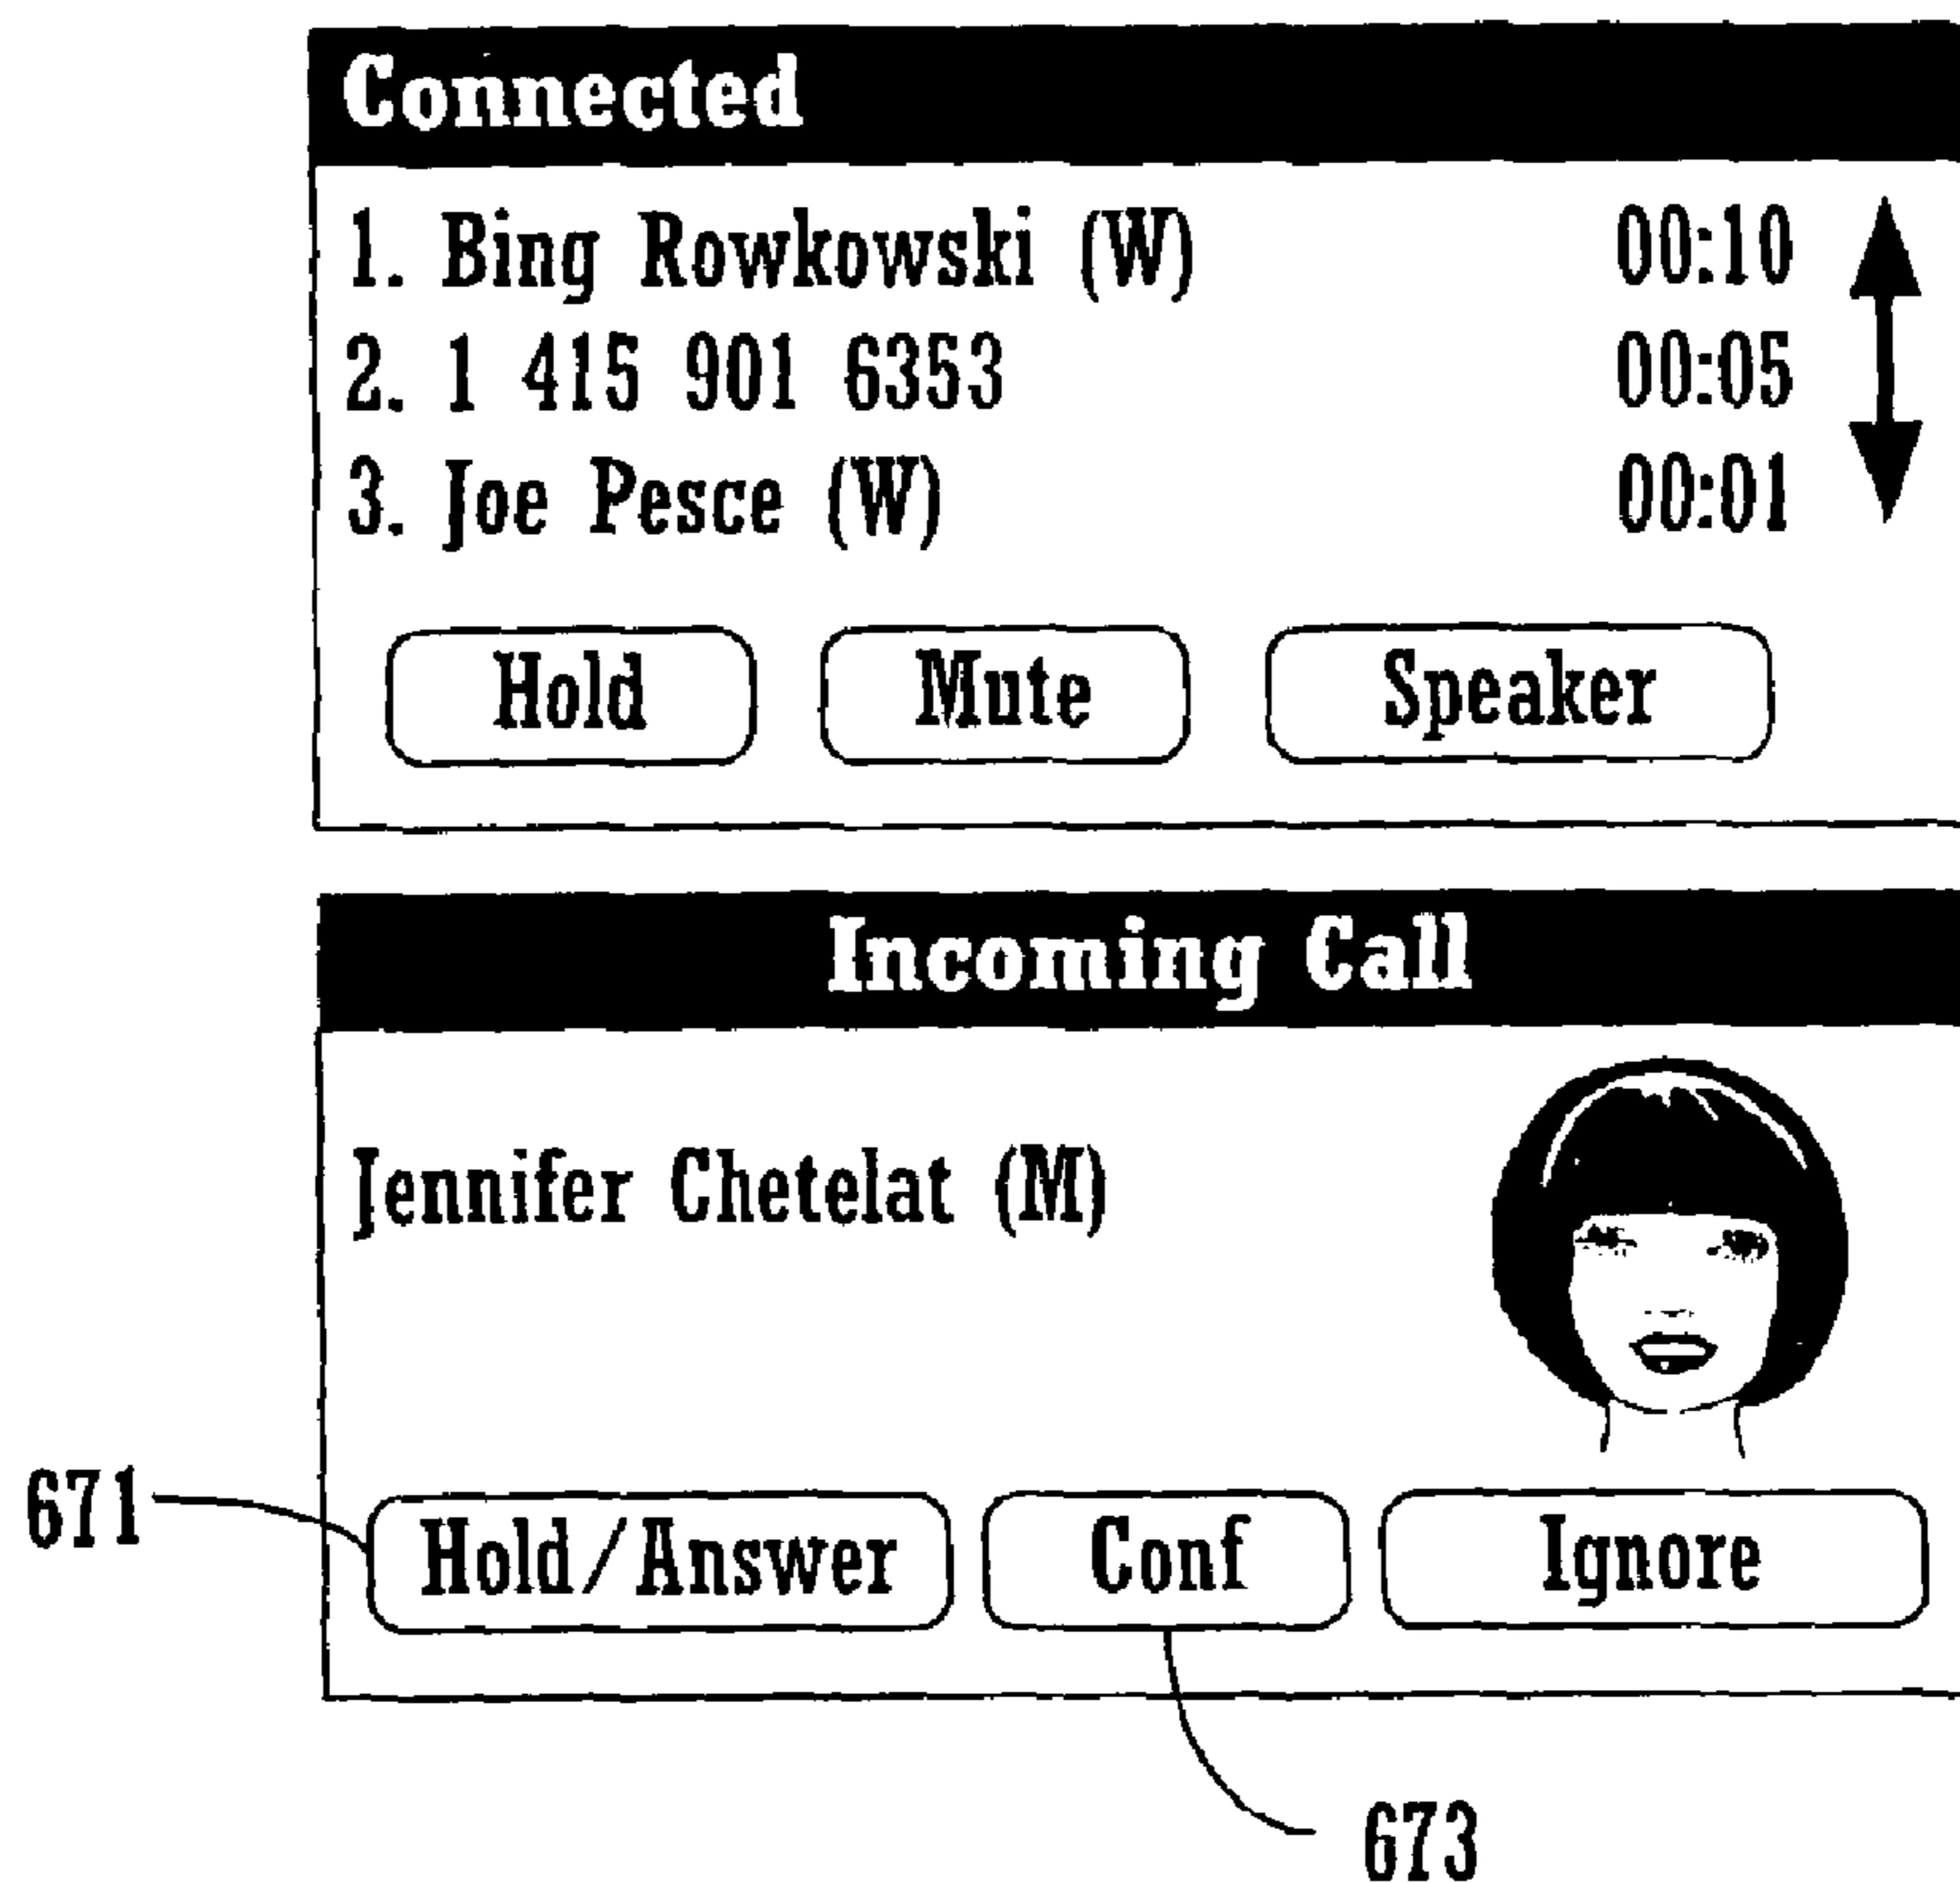 Connected
1. Bing Rowkowski (W) 00:10
2. 1 415 901 6353 00:05
3. Joe Pesce (W) 00:01
Hold Mute Speaker
Incoming Call
Jennifer Chetelat (M)
671 Hold/Answer Conf Ignore
673